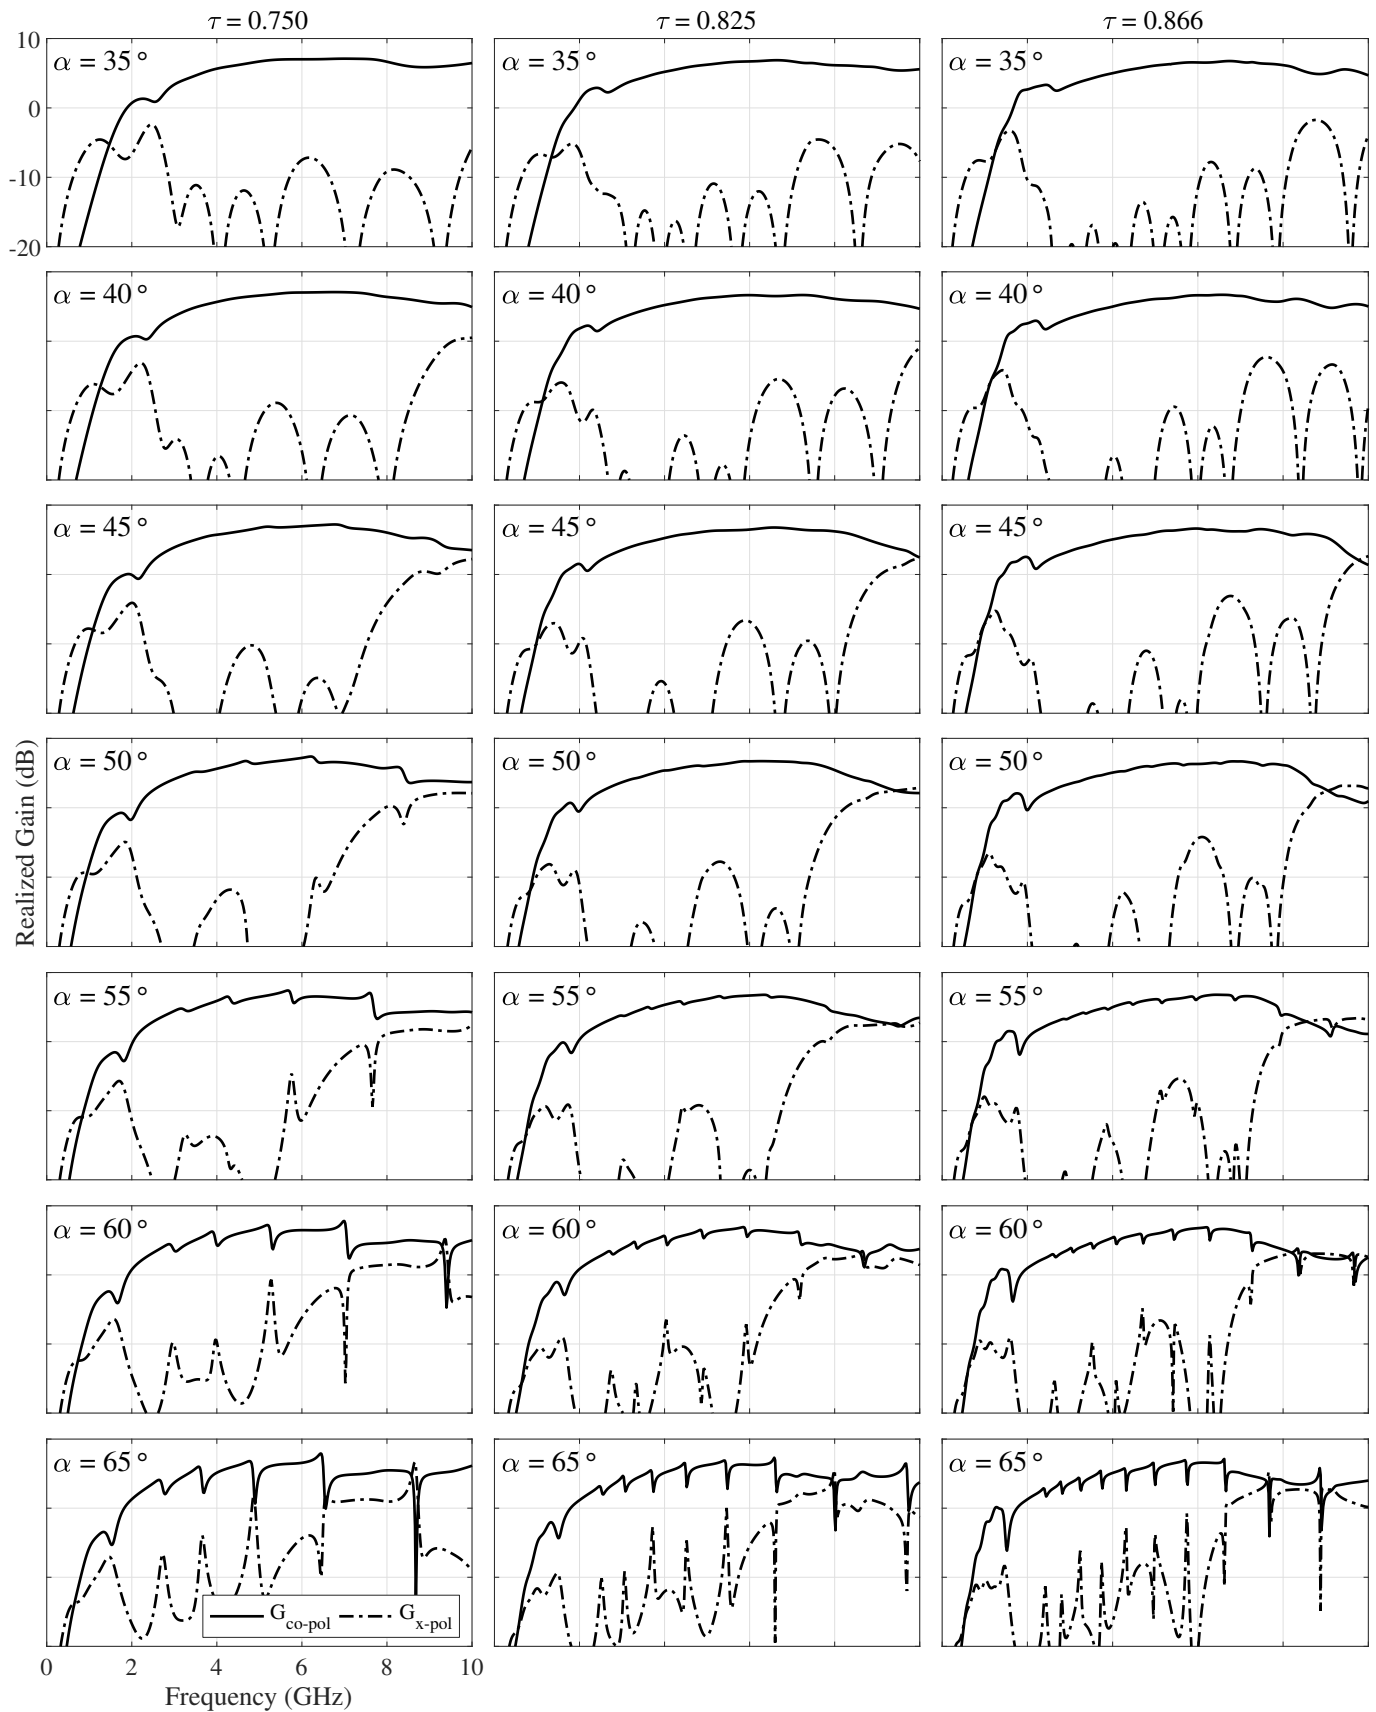 τ = 0.750 τ = 0.825 τ = 0.866
10
α = 35° α = 35° α = 35°
0
-10
-20
α = 40° α = 40° α = 40°
α = 45° α = 45° α = 45°
α = 50° α = 50° α = 50°
Realized Gain (dB)
α = 55° α = 55° α = 55°
α = 60° α = 60° α = 60°
α = 65° α = 65° α = 65°
G_co-pol G_x-pol
0 2 4 6 8 10
Frequency (GHz)